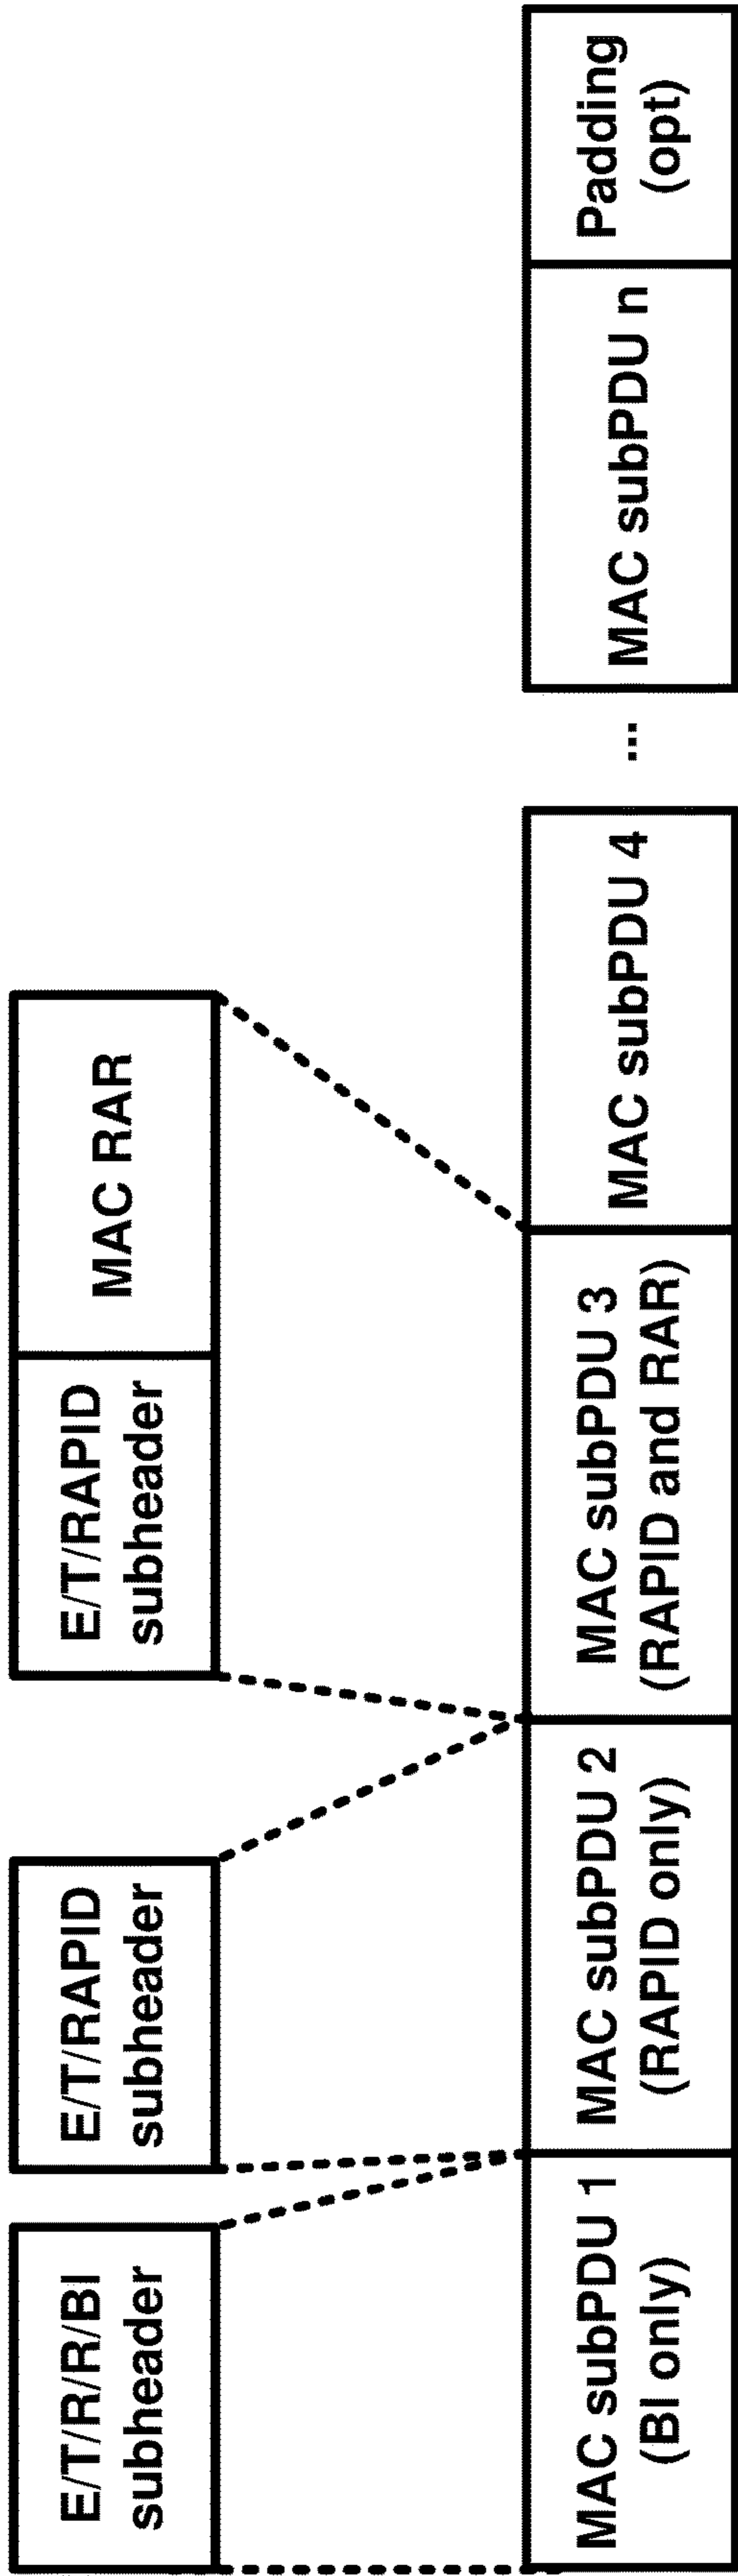 E/T/R/R/BI
subheader
E/T/RAPID
subheader
E/T/RAPID
subheader
MAC RAR
MAC subPDU 1
(BI only)
MAC subPDU 2
(RAPID only)
MAC subPDU 3
(RAPID and RAR)
MAC subPDU 4
...
MAC subPDU n
Padding
(opt)